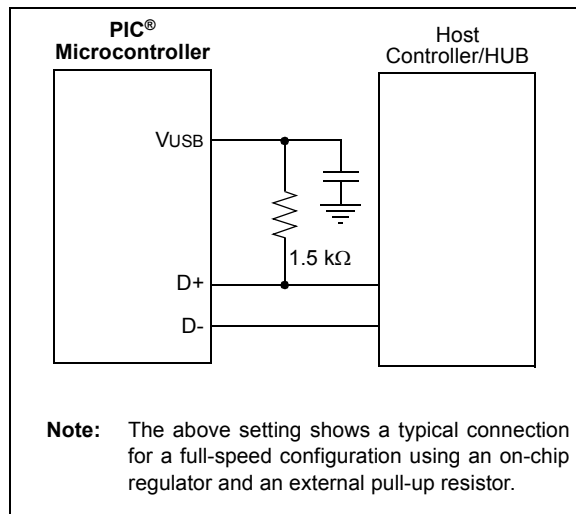 PIC®
Microcontroller
Host
Controller/HUB
VUSB
1.5 kΩ
D+
D-
Note: The above setting shows a typical connection
for a full-speed configuration using an on-chip
regulator and an external pull-up resistor.